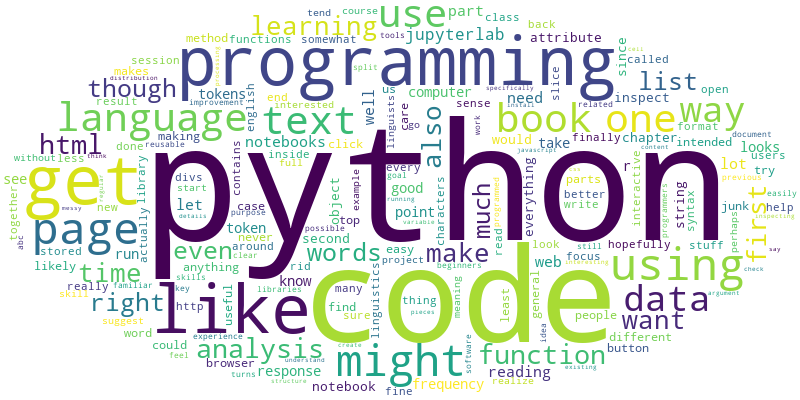 python
code
programming
get
like
might
using
use
one
text
language
page
book
data
way
learning
list
though
html
right
time
even
words
analysis
function
make
much
also
first
want
jupyterlab
part
attribute
called
since
inspect
slice
need
well
computer
tokens
notebooks
course
back
class
tend
method
functions
somewhat
tools
session
split
distribution
makes
improvement
interested
us
linguists
end
result
english
open
format
would
chapter
intended
finally
take
looks
users
try
lot
document
previous
content
javascript
install
related
specifically
go
sense
care
work
every
click
inside
full
done
making
without
less
think
see
together
new
start
divs
library
actually
contains
case
token
let
stored
run
abc
messy
regular
details
purpose
likely
really
familiar
anything
skills
key
skill
suggest
word
could
http
useful
around
never
top
second
object
example
possible
clear
rid
know
libraries
easy
project
many
find
sure
thing
linguistics
point
good
characters
variable
goal
running
beginners
meaning
pieces
least
web
general
look
focus
write
better
parts
r
everything
string
syntax
interactive
programmers
programmed
reading
read
still
hopefully
stuff
interesting
people
different
button
idea
existing
software
realize
frequency
fine
notebook
response
browser
turns
experience
feel
structure
understand
create
argument
check
say
perhaps
help
junk
easily
inspecting
reusable